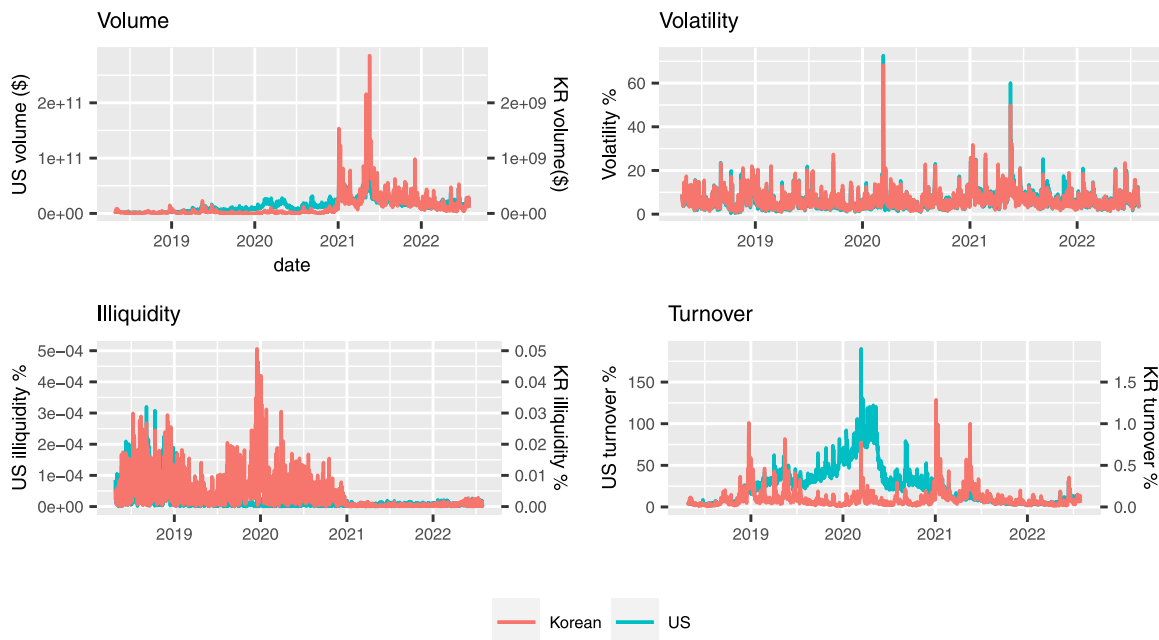 Volume
US volume ($)
2e+11
1e+11
0e+00
KR volume($)
2e+09
1e+09
0e+00
2019 2020 2021 2022
date
Volatility
Volatility %
60
40
20
0
2019 2020 2021 2022
Illiquidity
US illiquidity %
5e−04
4e−04
3e−04
2e−04
1e−04
0e+00
KR illiquidity %
0.05
0.04
0.03
0.02
0.01
0.00
2019 2020 2021 2022
Turnover
US turnover %
150
100
50
0
KR turnover %
1.5
1.0
0.5
0.0
2019 2020 2021 2022
Korean US